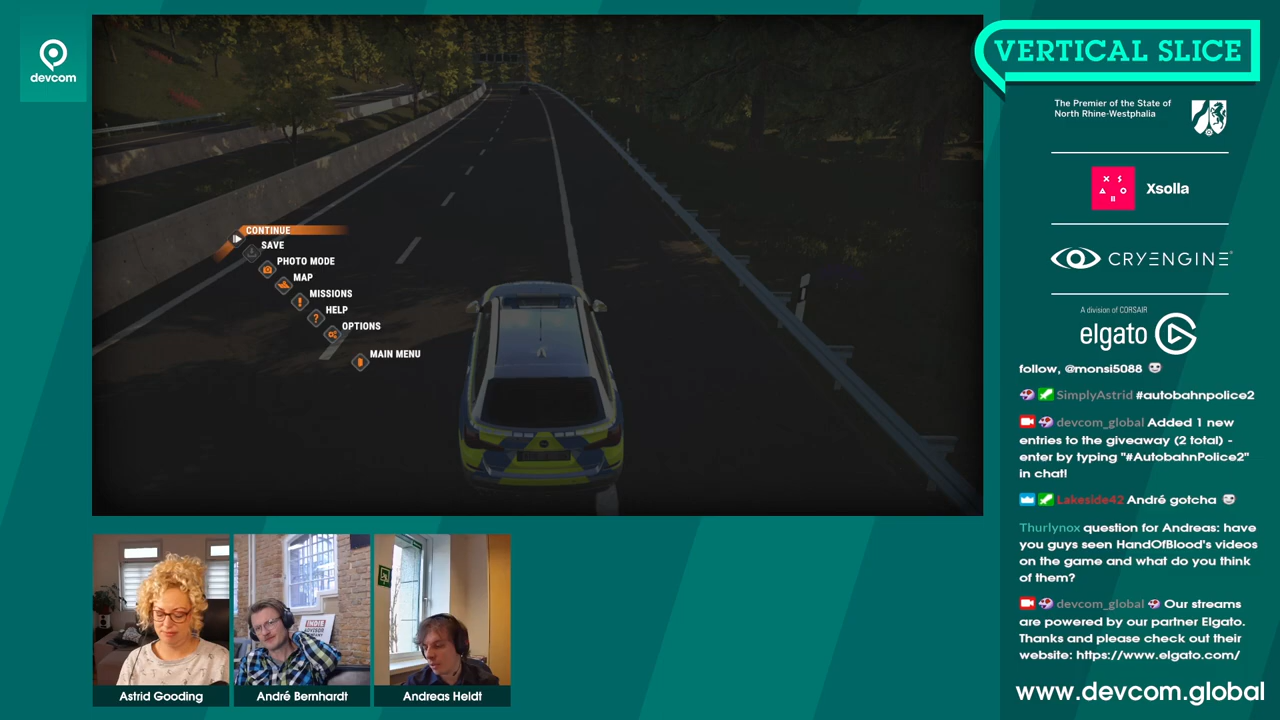 devcom
VERTICAL SLICE
The Premier of the State of
North Rhine-Westphalia
Xsolla
CRYENGINE®
A division of CORSAIR
elgato
CONTINUE
SAVE
PHOTO MODE
MAP
MISSIONS
HELP
OPTIONS
MAIN MENU
follow, @monsi5088
SimplyAstrid #autobahnpolice2
devcom_global Added 1 new
entries to the giveaway (2 total) -
enter by typing "#AutobahnPolice2"
in chat!
Lakeside42 André gotcha
Thurlynox question for Andreas: have
you guys seen HandOfBlood's videos
on the game and what do you think
of them?
devcom_global Our streams
are powered by our partner Elgato.
Thanks and please check out their
website: https://www.elgato.com/
www.devcom.global
INDIE
ADVISOR
Astrid Gooding
André Bernhardt
Andreas Heldt